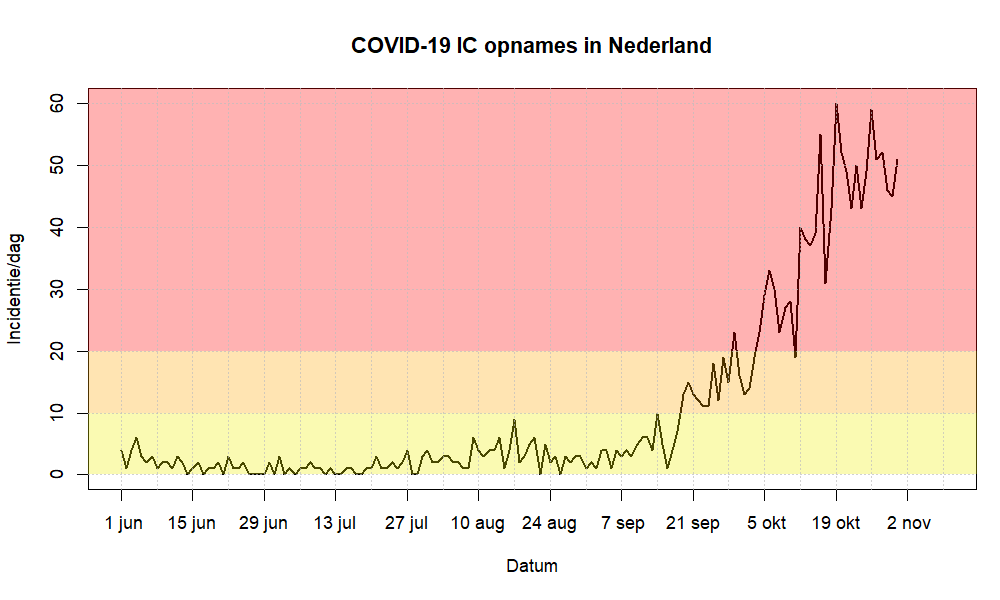 COVID-19 IC opnames in Nederland
Incidentie/dag
60
50
40
30
20
10
0
1 jun 15 jun 29 jun 13 jul 27 jul 10 aug 24 aug 7 sep 21 sep 5 okt 19 okt 2 nov
Datum